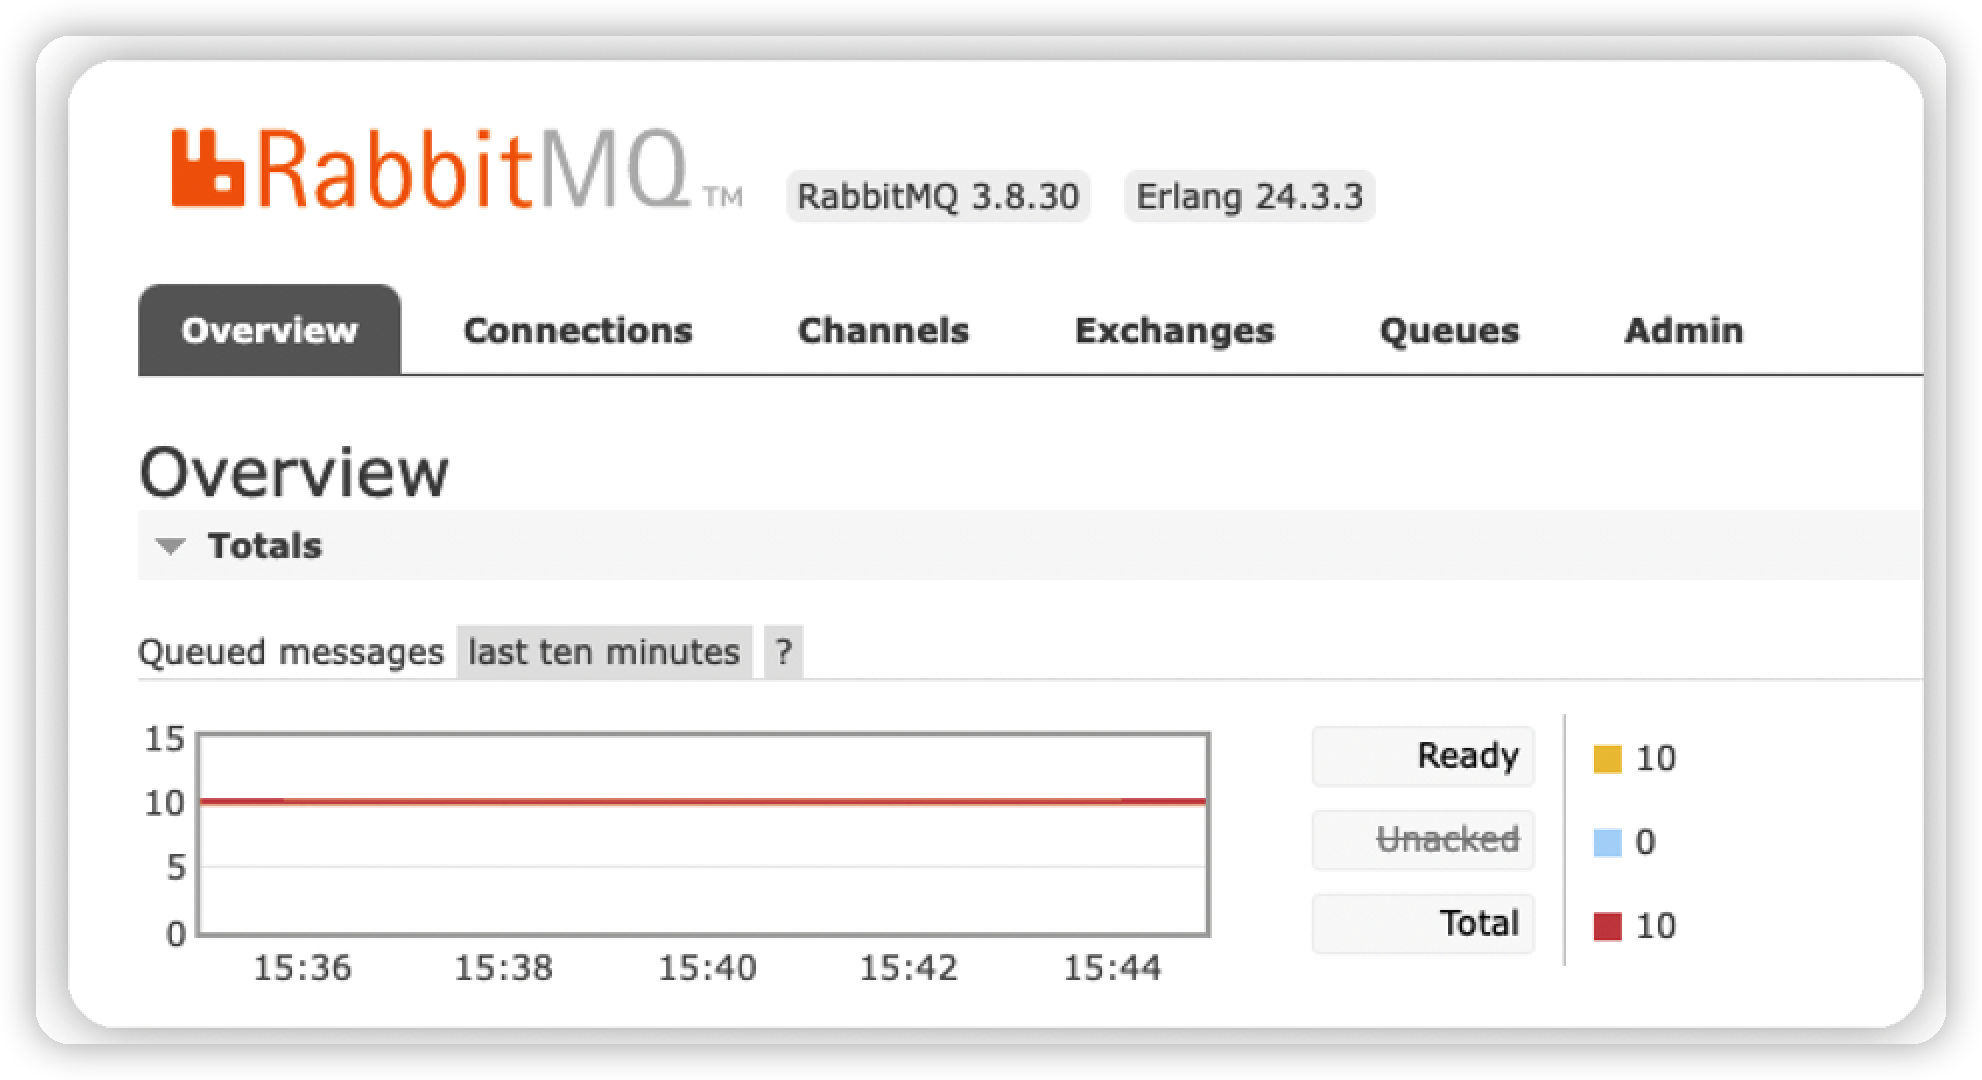 RabbitMQ TM RabbitMQ 3.8.30 Erlang 24.3.3
Overview Connections Channels Exchanges Queues Admin
Overview
Totals
Queued messages last ten minutes ?
15
10
5
0
15:36 15:38 15:40 15:42 15:44
Ready 10
Unacked 0
Total 10